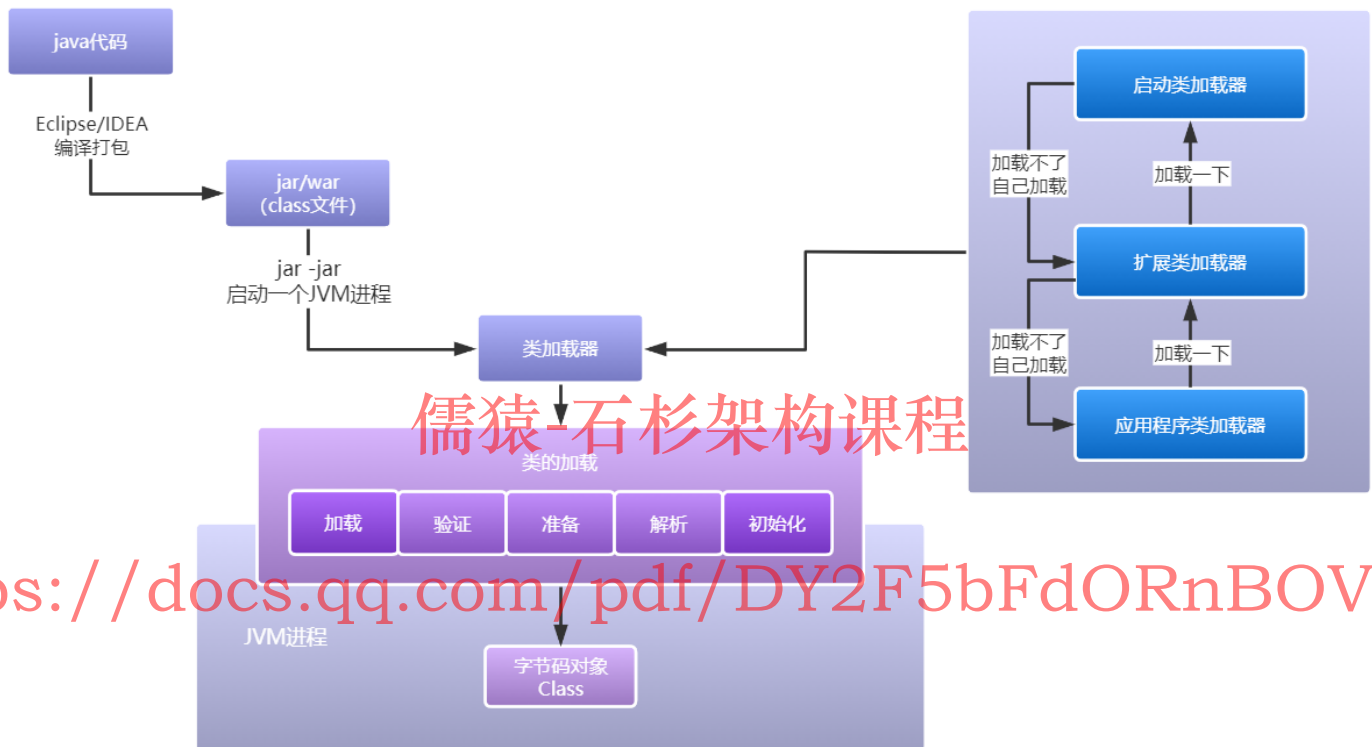 java代码
Eclipse/IDEA
编译打包
jar/war
(class文件)
jar -jar
启动一个JVM进程
类加载器
启动类加载器
加载不了
自己加载
加载一下
扩展类加载器
加载不了
自己加载
加载一下
应用程序类加载器
儒猿-石杉架构课程
类的加载
加载
验证
准备
解析
初始化
ps://docs.qq.com/pdf/DY2F5bFdORnBOV
JVM进程
字节码对象
Class